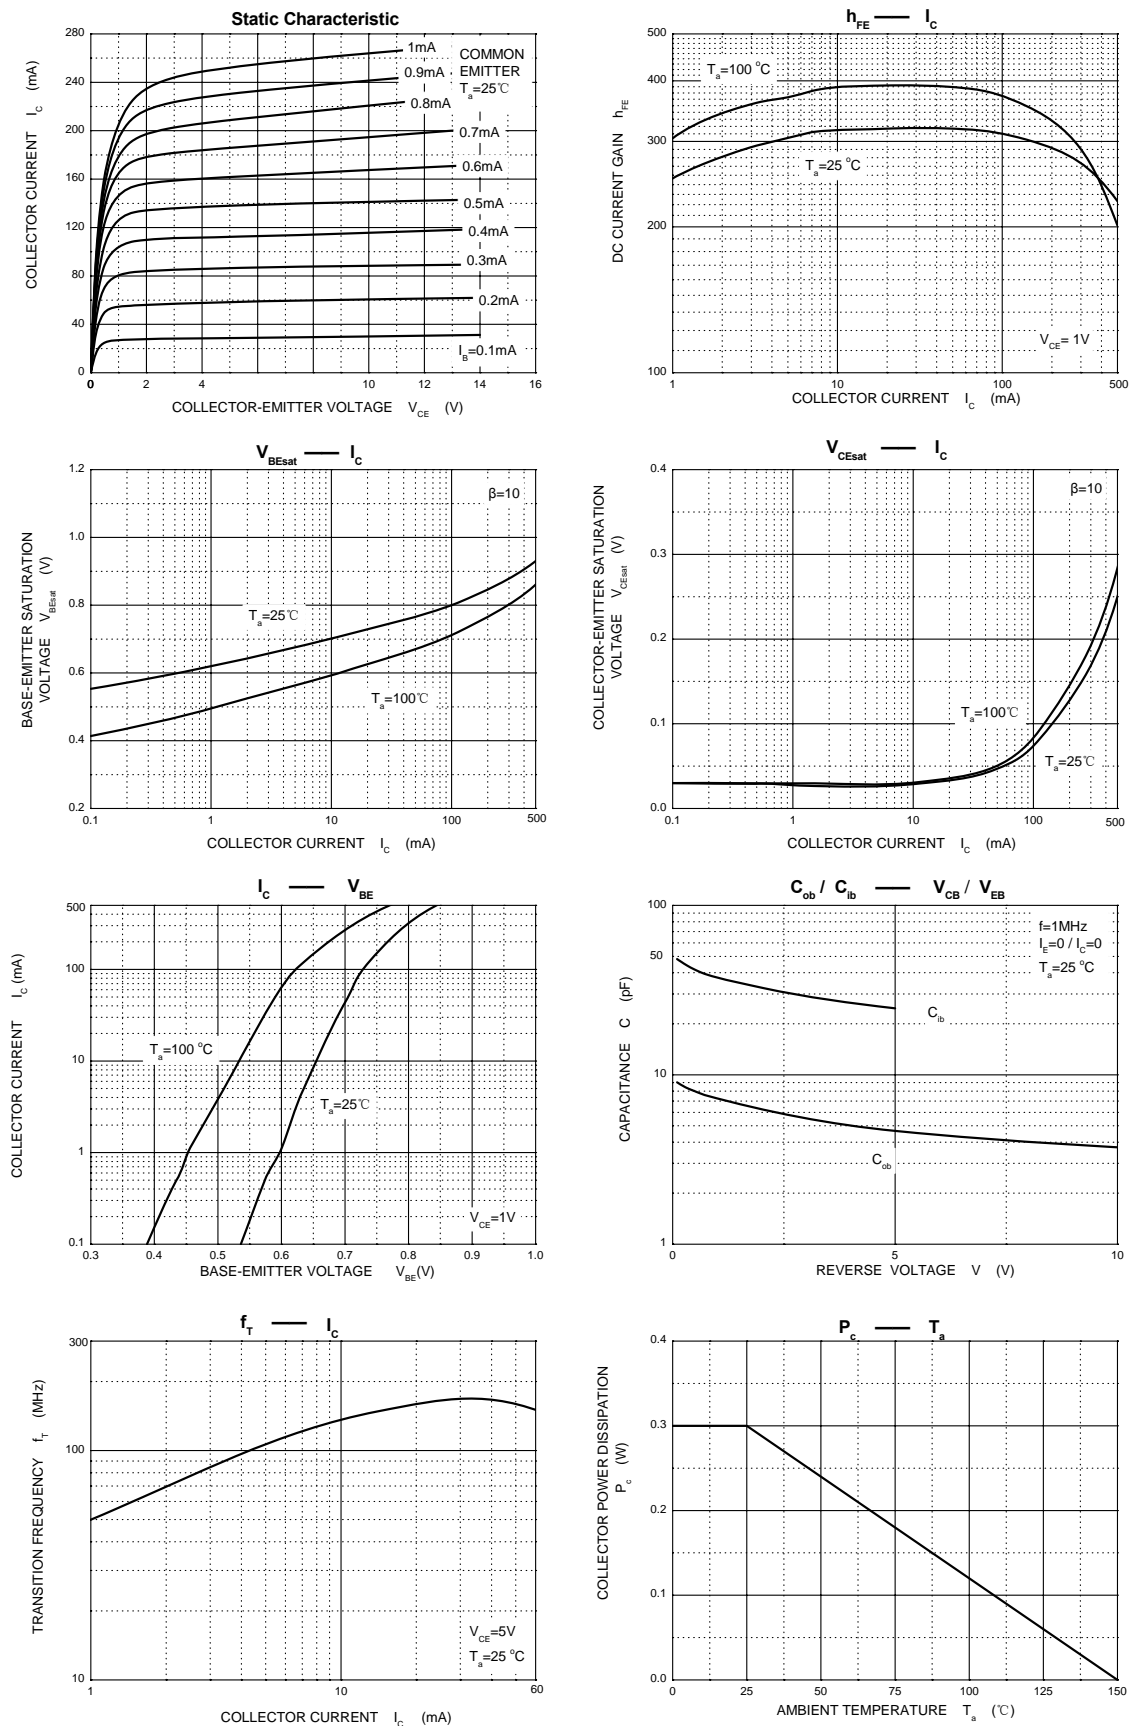 Static Characteristic
COLLECTOR CURRENT I_C (mA)
280
240
200
160
120
80
40
0
0
2
4
6
8
10
12
14
16
COLLECTOR-EMITTER VOLTAGE V_CE (V)
1mA
0.9mA
0.8mA
0.7mA
0.6mA
0.5mA
0.4mA
0.3mA
0.2mA
I_B=0.1mA
COMMON
EMITTER
T_a=25℃
h_FE —— I_C
DC CURRENT GAIN h_FE
500
400
300
200
100
1
10
100
500
COLLECTOR CURRENT I_C (mA)
T_a=100 °C
T_a=25 °C
V_CE= 1V
V_BEsat —— I_C
BASE-EMITTER SATURATION
VOLTAGE V_BEsat (V)
1.2
1.0
0.8
0.6
0.4
0.2
0.1
1
10
100
500
COLLECTOR CURRENT I_C (mA)
β=10
T_a=25℃
T_a=100℃
V_CEsat —— I_C
COLLECTOR-EMITTER SATURATION
VOLTAGE V_CEsat (V)
0.4
0.3
0.2
0.1
0.0
0.1
1
10
100
500
COLLECTOR CURRENT I_C (mA)
β=10
T_a=100℃
T_a=25℃
I_C —— V_BE
COLLECTOR CURRENT I_C (mA)
500
100
10
1
0.1
0.3
0.4
0.5
0.6
0.7
0.8
0.9
1.0
BASE-EMITTER VOLTAGE V_BE(V)
T_a=100 °C
T_a=25℃
V_CE=1V
C_ob / C_ib —— V_CB / V_EB
CAPACITANCE C (pF)
100
50
10
1
0
5
10
REVERSE VOLTAGE V (V)
f=1MHz
I_E=0 / I_C=0
T_a=25 °C
C_ib
C_ob
f_T —— I_C
TRANSITION FREQUENCY f_T (MHz)
300
100
10
1
10
60
COLLECTOR CURRENT I_C (mA)
V_CE=5V
T_a=25 °C
P_c —— T_a
COLLECTOR POWER DISSIPATION
P_c (W)
0.4
0.3
0.2
0.1
0.0
0
25
50
75
100
125
150
AMBIENT TEMPERATURE T_a (℃)